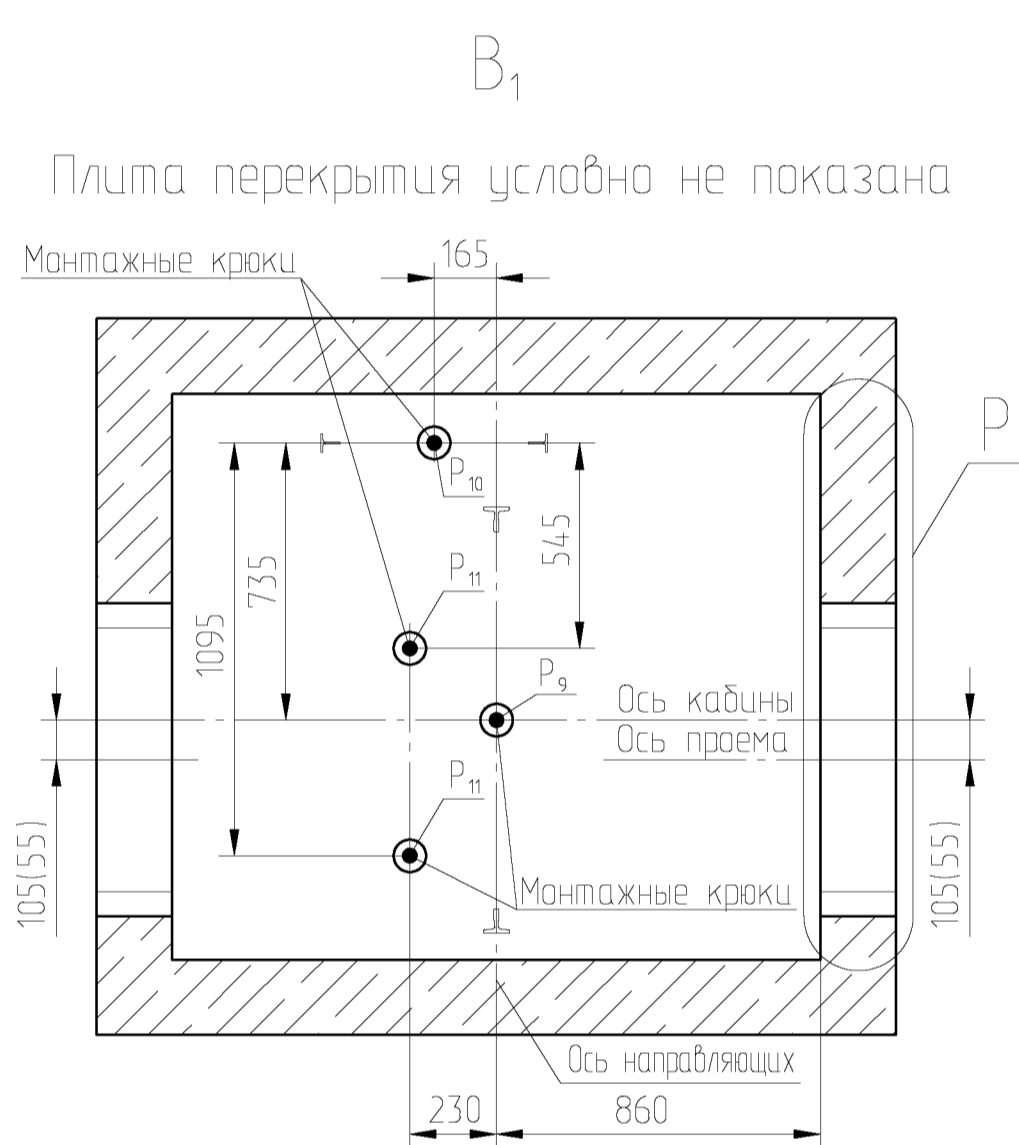 В1
Плита перекрытия условно не показана
Монтажные крюки
165
Р
Р10
545
735
Р11
1095
Р9
Ось кабины
Ось проема
Р11
105(55)
105(55)
Монтажные крюки
Ось направляющих
230
860